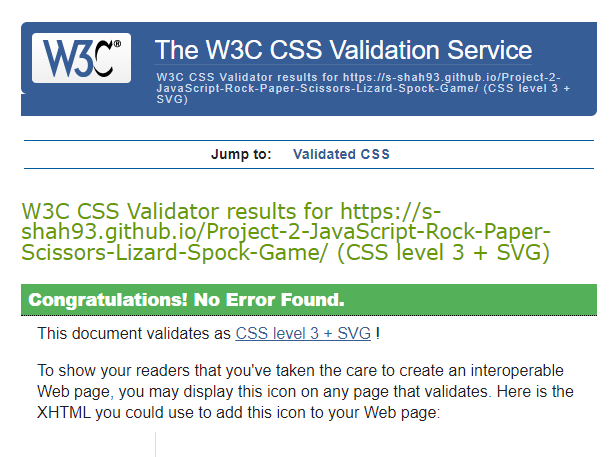 W3C®
The W3C CSS Validation Service
W3C CSS Validator results for https://s-shah93.github.io/Project-2-
JavaScript-Rock-Paper-Scissors-Lizard-Spock-Game/ (CSS level 3 +
SVG)
Jump to: Validated CSS
W3C CSS Validator results for https://s-
shah93.github.io/Project-2-JavaScript-Rock-Paper-
Scissors-Lizard-Spock-Game/ (CSS level 3 + SVG)
Congratulations! No Error Found.
This document validates as CSS level 3 + SVG !
To show your readers that you've taken the care to create an interoperable
Web page, you may display this icon on any page that validates. Here is the
XHTML you could use to add this icon to your Web page: